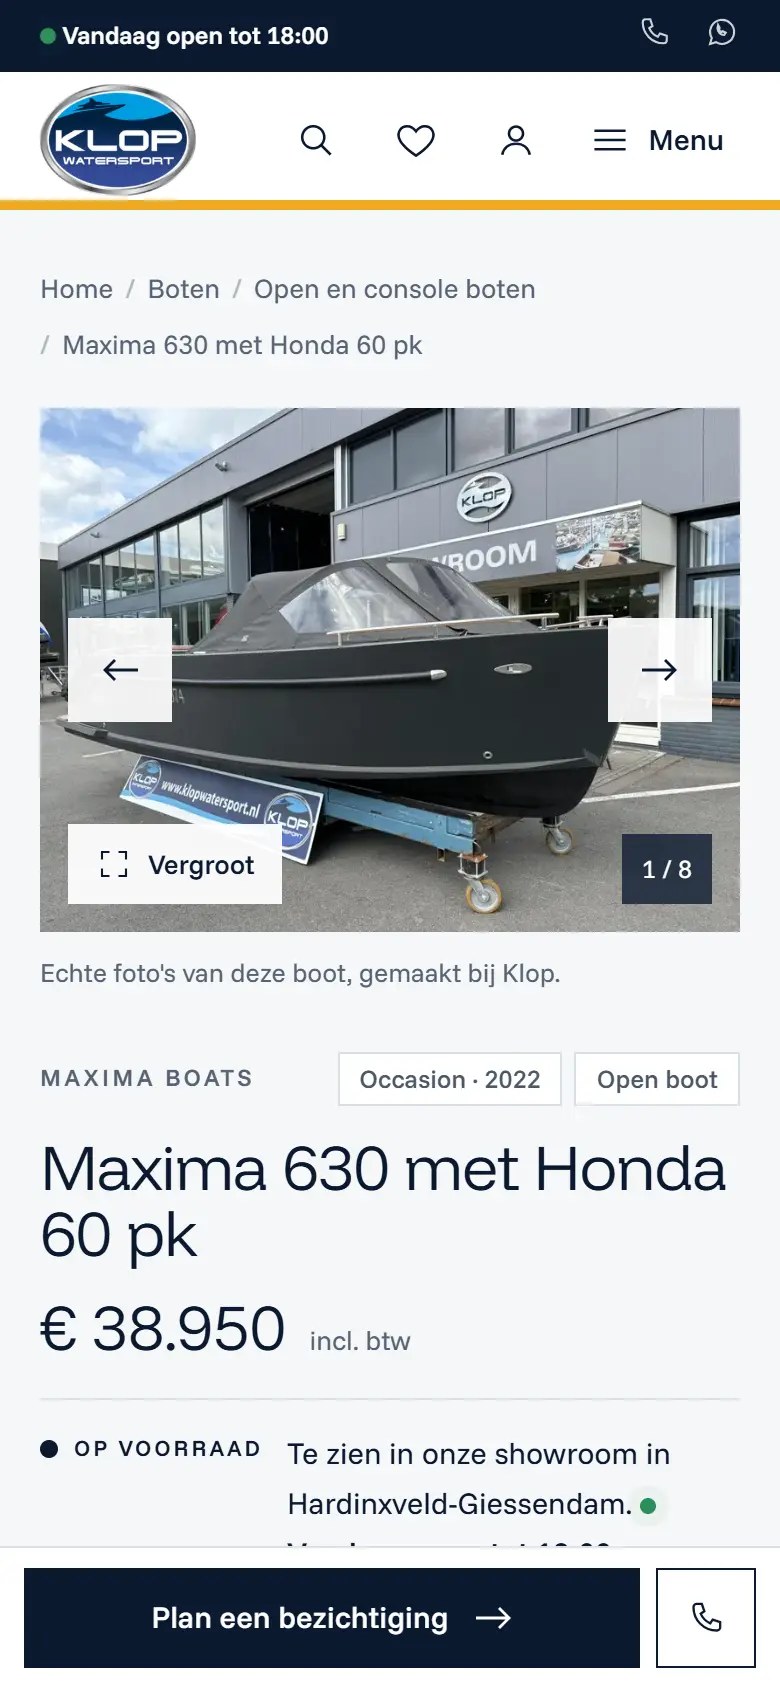 Vandaag open tot 18:00
KLOP
WATERSPORT
Menu
Home / Boten / Open en console boten
/ Maxima 630 met Honda 60 pk
KLOP
WROOM
KLOP
www.klopwatersport.nl
KLOP
Vergroot
1 / 8
Echte foto's van deze boot, gemaakt bij Klop.
MAXIMA BOATS
Occasion · 2022
Open boot
Maxima 630 met Honda
60 pk
€ 38.950 incl. btw
OP VOORRAAD
Te zien in onze showroom in
Hardinxveld-Giessendam.
Plan een bezichtiging